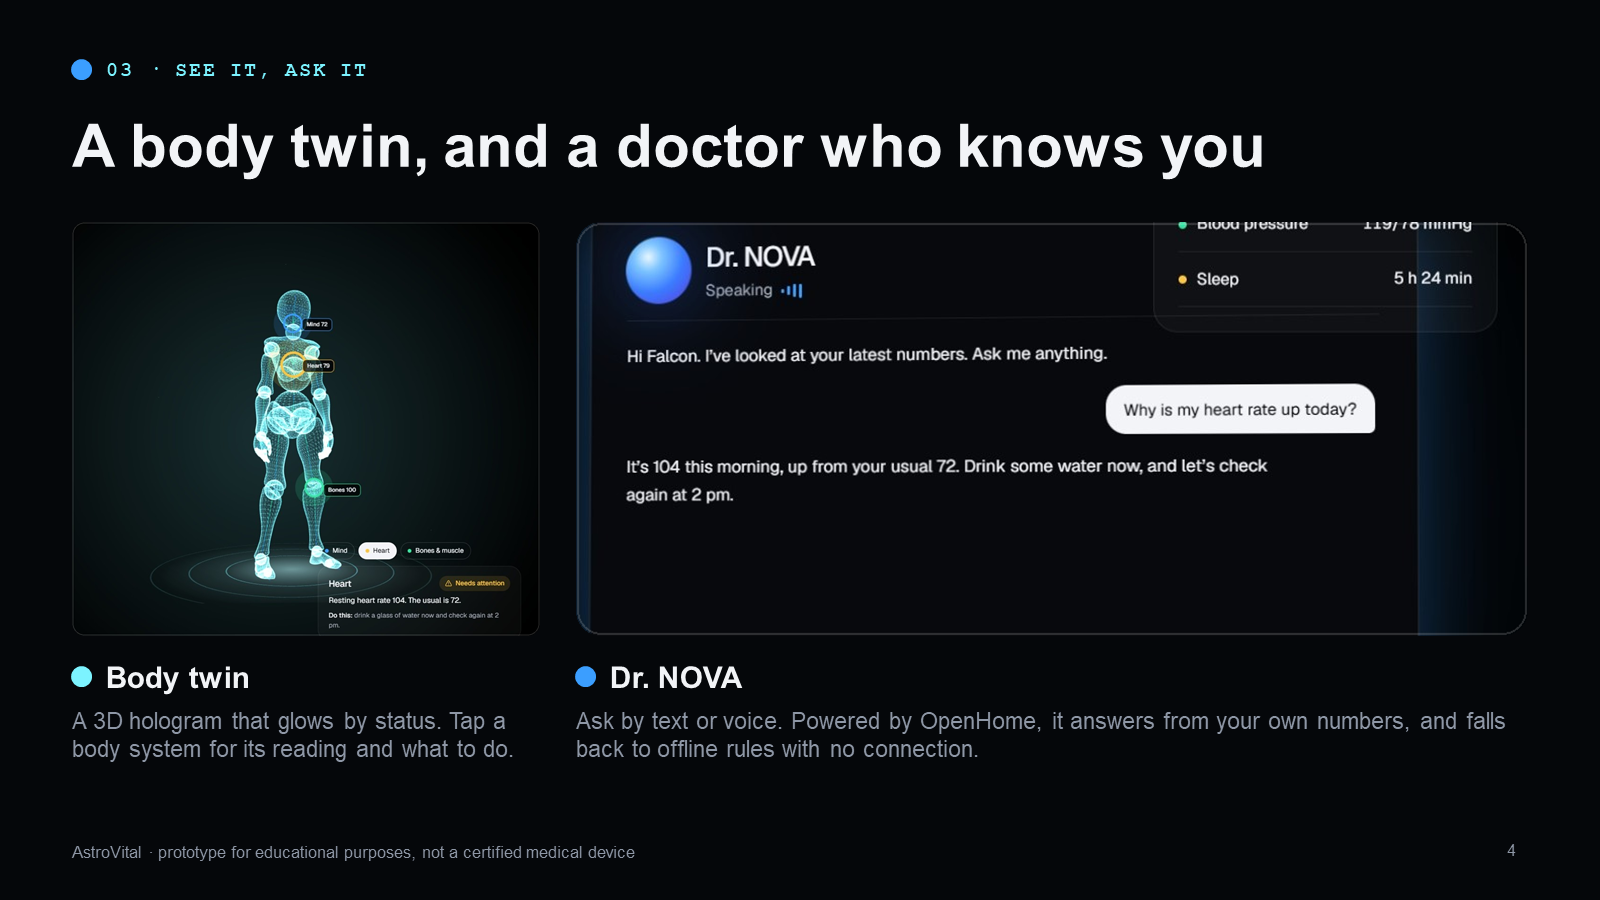 03 · SEE IT, ASK IT
A body twin, and a doctor who knows you
Mind 72
Heart 79
Bones 100
Mind
Heart
Bones & muscle
Heart
Needs attention
Resting heart rate 104. The usual is 72.
Do this: drink a glass of water now and check again at 2
pm.
Blood pressure 119/78 mmHg
Dr. NOVA
Speaking
Sleep 5 h 24 min
Hi Falcon. I've looked at your latest numbers. Ask me anything.
Why is my heart rate up today?
It's 104 this morning, up from your usual 72. Drink some water now, and let's check
again at 2 pm.
Body twin
A 3D hologram that glows by status. Tap a
body system for its reading and what to do.
Dr. NOVA
Ask by text or voice. Powered by OpenHome, it answers from your own numbers, and falls
back to offline rules with no connection.
AstroVital · prototype for educational purposes, not a certified medical device
4